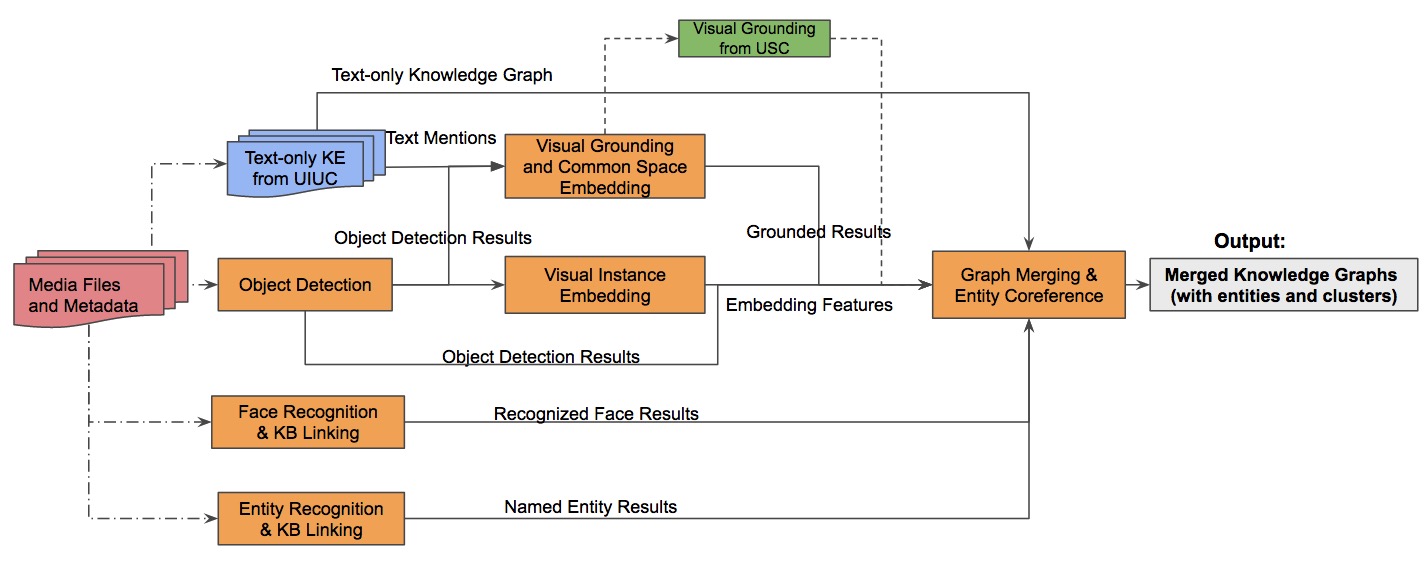 Visual Grounding
from USC
Text-only Knowledge Graph
Text Mentions
Text-only KE
from UIUC
Visual Grounding
and Common Space
Embedding
Object Detection Results
Grounded Results
Output:
Media Files
and Metadata
Object Detection
Visual Instance
Embedding
Embedding Features
Graph Merging &
Entity Coreference
Merged Knowledge Graphs
(with entities and clusters)
Object Detection Results
Face Recognition
& KB Linking
Recognized Face Results
Entity Recognition
& KB Linking
Named Entity Results